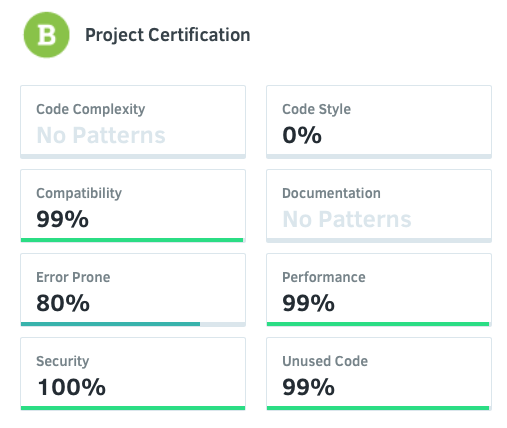 B
Project Certification
Code Complexity
No Patterns
Code Style
0%
Compatibility
99%
Documentation
No Patterns
Error Prone
80%
Performance
99%
Security
100%
Unused Code
99%